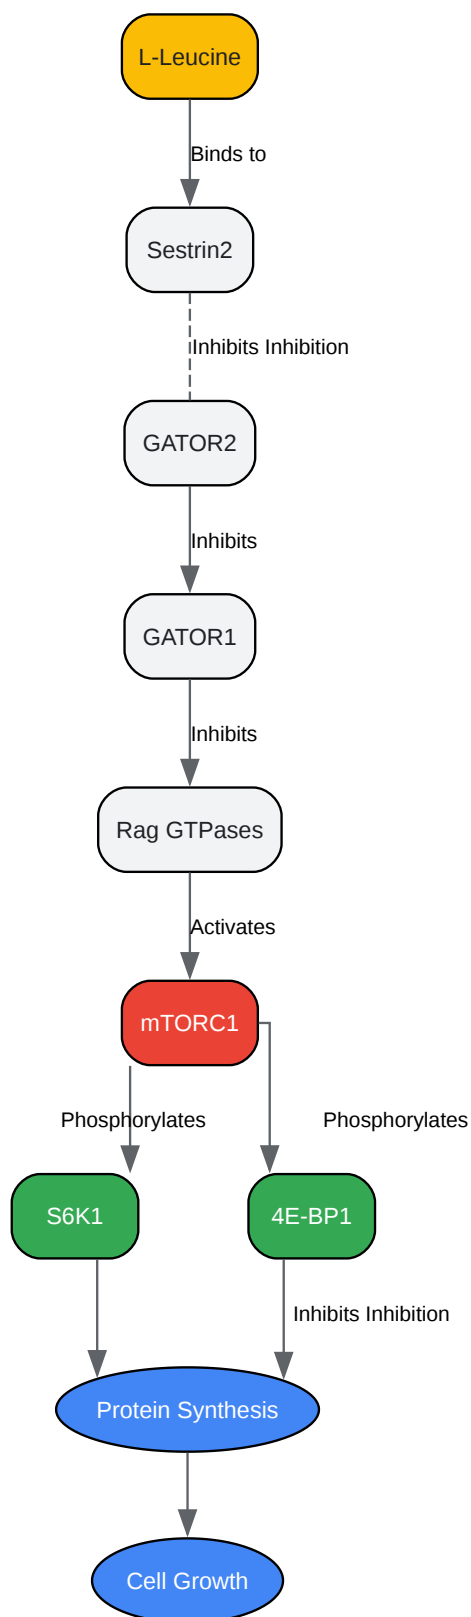 L-Leucine
Binds to
Sestrin2
Inhibits Inhibition
GATOR2
Inhibits
GATOR1
Inhibits
Rag GTPases
Activates
mTORC1
Phosphorylates
Phosphorylates
S6K1
4E-BP1
Inhibits Inhibition
Protein Synthesis
Cell Growth